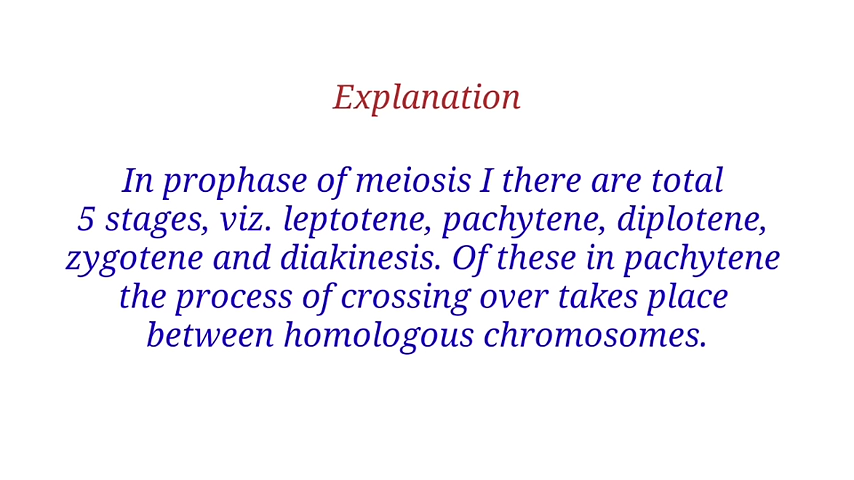 Explanation
In prophase of meiosis I there are total
5 stages, viz. leptotene, pachytene, diplotene,
zygotene and diakinesis. Of these in pachytene
the process of crossing over takes place
between homologous chromosomes.